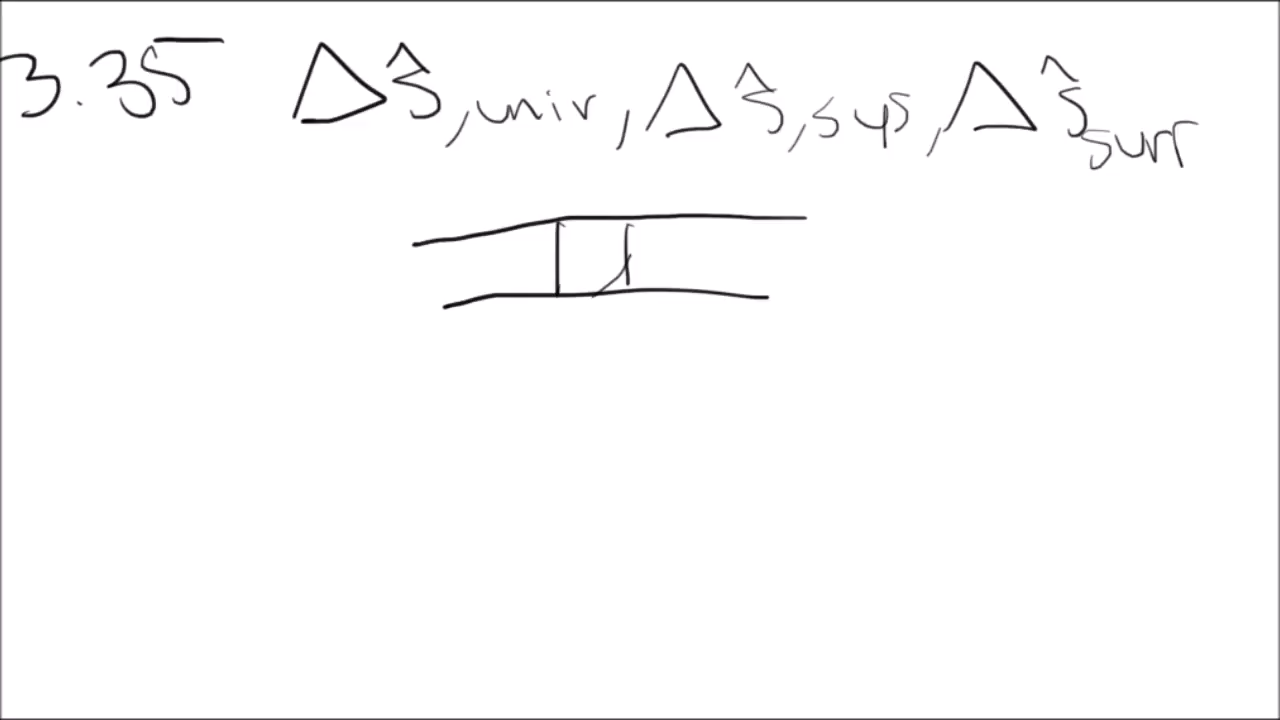 3.35 Δŝ,univ, Δŝ,sys, Δŝsurr